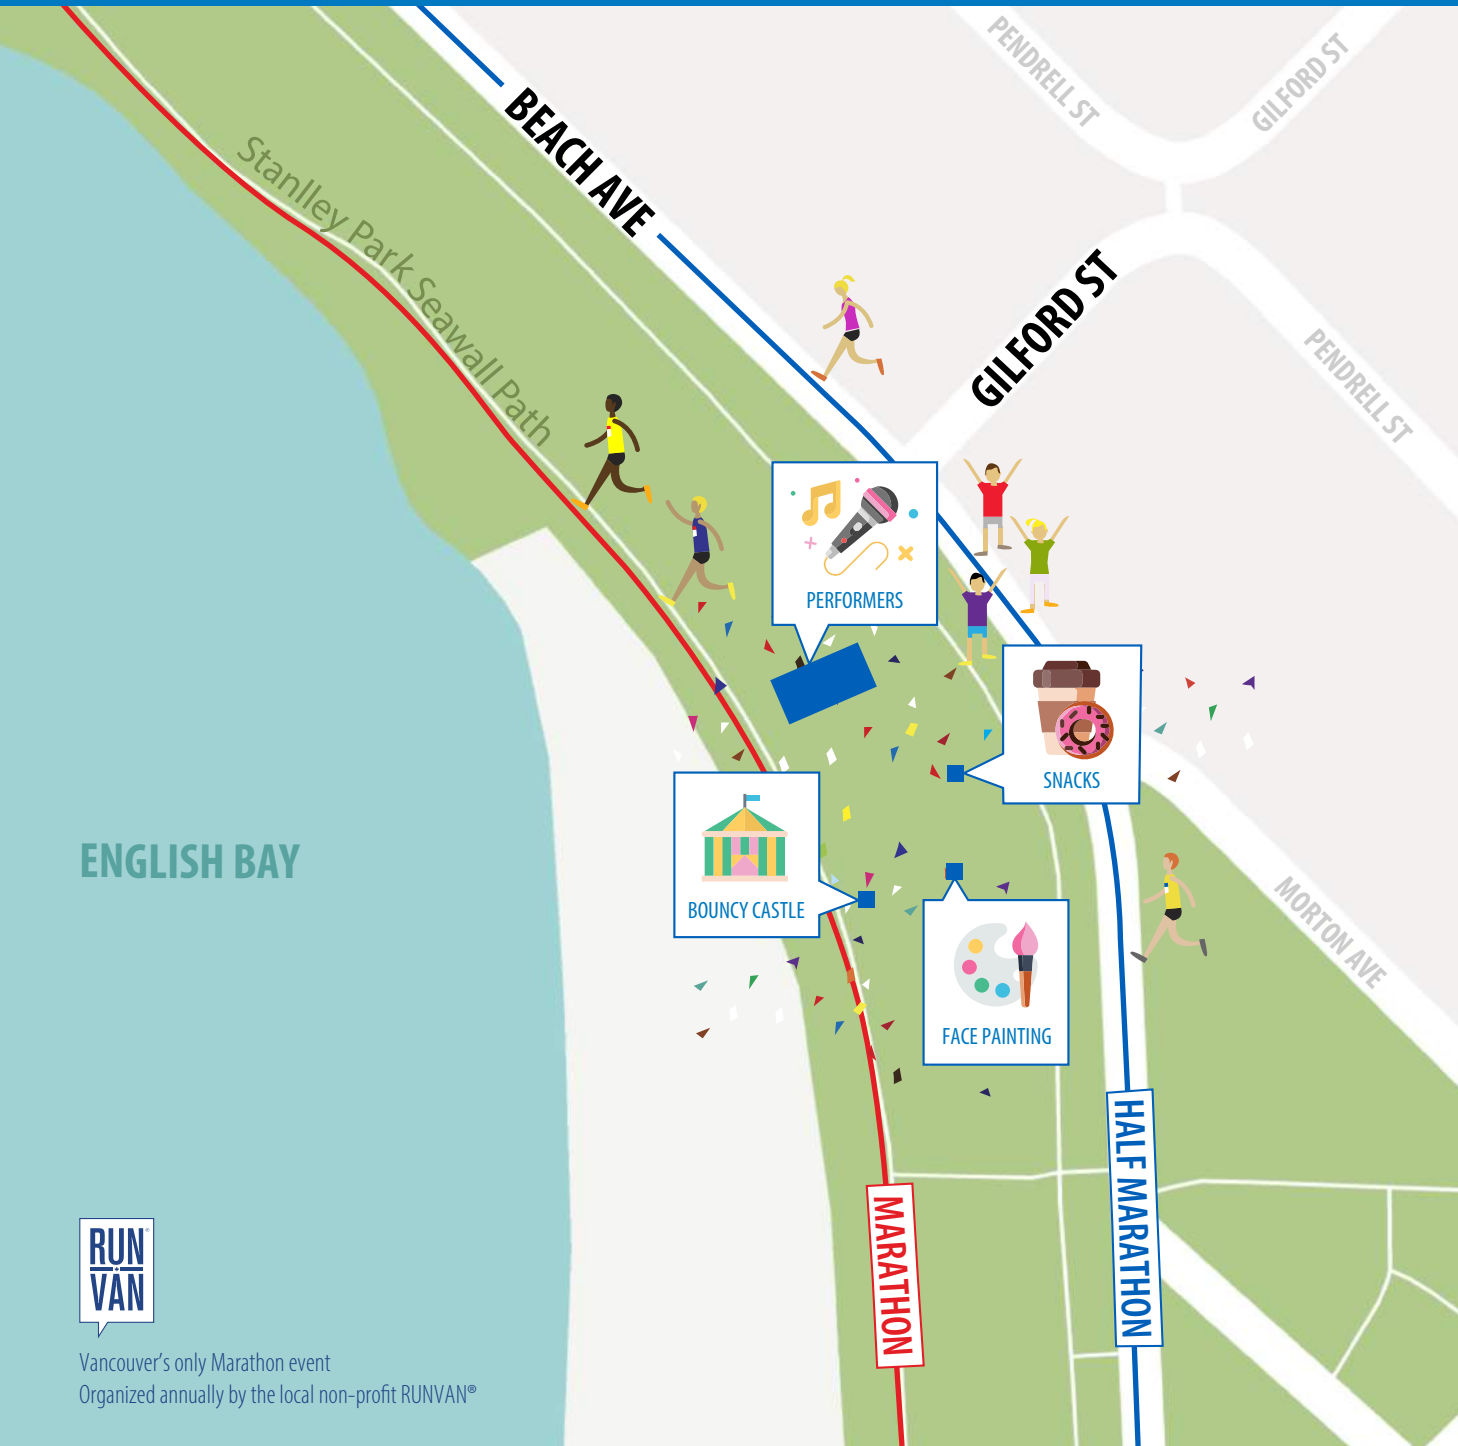 PENDRELL ST
GILFORD ST
BEACH AVE
Stanlley Park Seawall Path
GILFORD ST
PENDRELL ST
PERFORMERS
SNACKS
ENGLISH BAY
BOUNCY CASTLE
MORTON AVE
FACE PAINTING
HALF MARATHON
MARATHON
RUN
VAN
Vancouver's only Marathon event
Organized annually by the local non-profit RUNVAN®